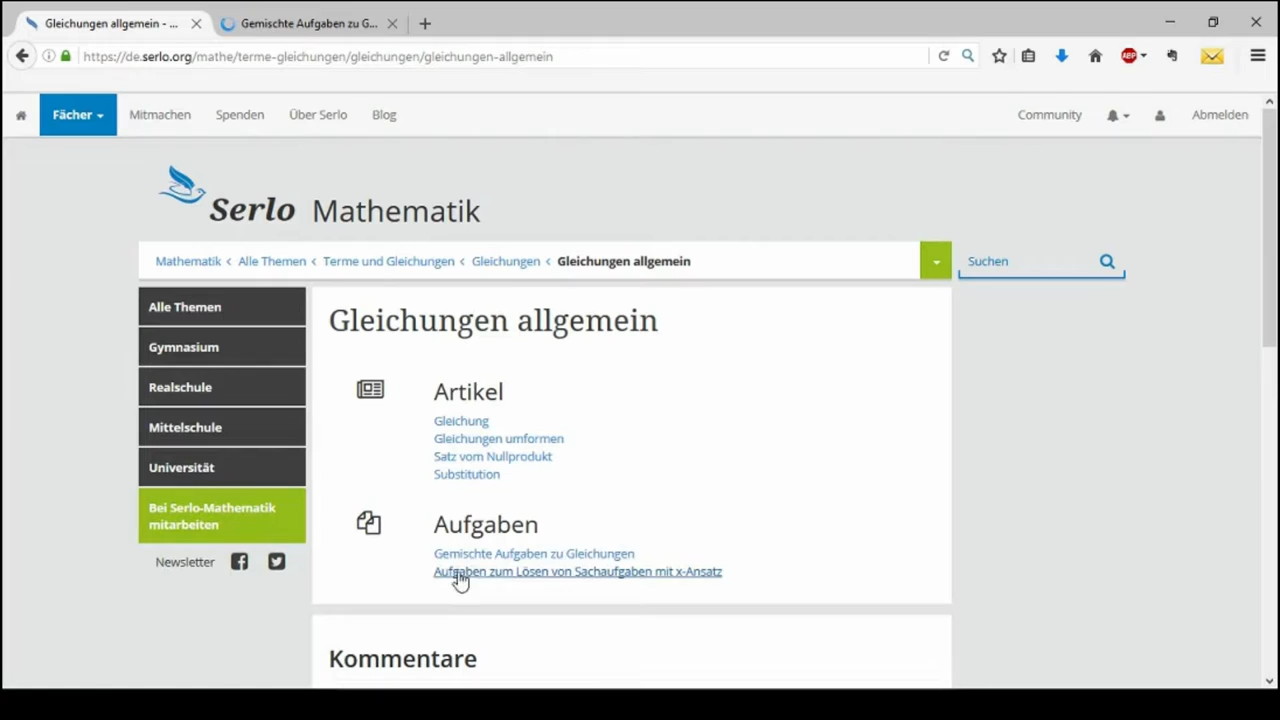 Gleichungen allgemein - ...
Gemischte Aufgaben zu G...
https://de.serlo.org/mathe/terme-gleichungen/gleichungen/gleichungen-allgemein
ABP
Fächer
Mitmachen
Spenden
Über Serlo
Blog
Community
Abmelden
Serlo Mathematik
Mathematik < Alle Themen < Terme und Gleichungen < Gleichungen < Gleichungen allgemein
Suchen
Alle Themen
Gymnasium
Realschule
Mittelschule
Universität
Bei Serlo-Mathematik
mitarbeiten
Newsletter
Gleichungen allgemein
Artikel
Gleichung
Gleichungen umformen
Satz vom Nullprodukt
Substitution
Aufgaben
Gemischte Aufgaben zu Gleichungen
Aufgaben zum Lösen von Sachaufgaben mit x-Ansatz
Kommentare